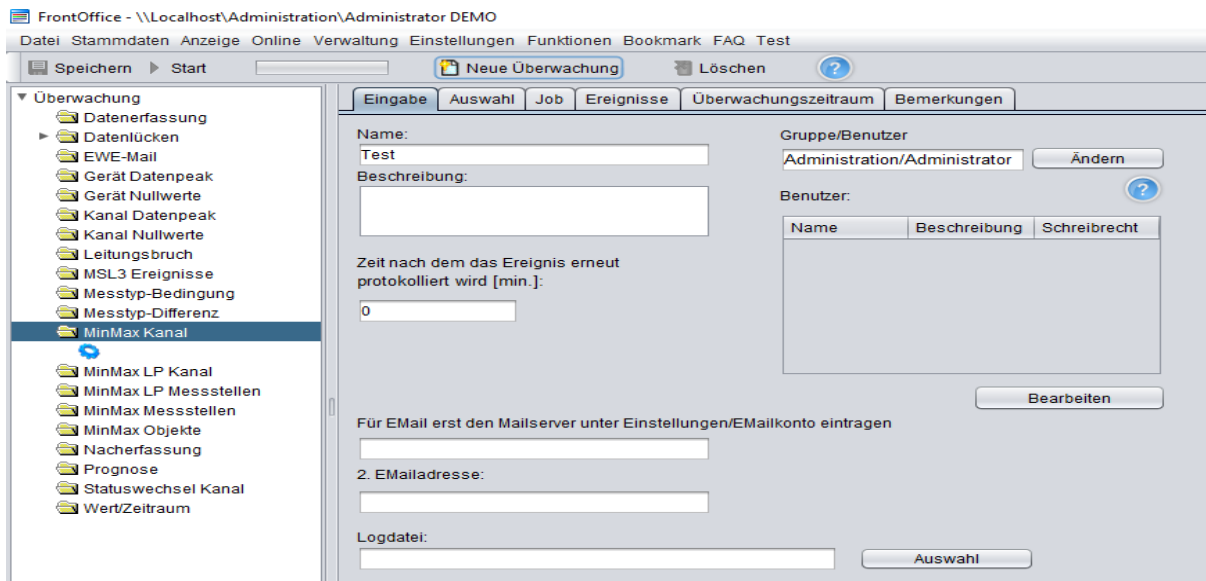 FrontOffice - \\Localhost\Administration\Administrator DEMO
Datei Stammdaten Anzeige Online Verwaltung Einstellungen Funktionen Bookmark FAQ Test
Speichern Start Neue Überwachung Löschen ?
Überwachung
Datenerfassung
Datenlücken
EWE-Mail
Gerät Datenpeak
Gerät Nullwerte
Kanal Datenpeak
Kanal Nullwerte
Leitungsbruch
MSL3 Ereignisse
Messtyp-Bedingung
Messtyp-Differenz
MinMax Kanal
MinMax LP Kanal
MinMax LP Messstellen
MinMax Messstellen
MinMax Objekte
Nacherfassung
Prognose
Statuswechsel Kanal
Wert/Zeitraum
Eingabe Auswahl Job Ereignisse Überwachungszeitraum Bemerkungen
Name:
Test
Beschreibung:
Zeit nach dem das Ereignis erneut
protokolliert wird [min.]:
0
Gruppe/Benutzer
Administration/Administrator Ändern
Benutzer: ?
Name Beschreibung Schreibrecht
Bearbeiten
Für EMail erst den Mailserver unter Einstellungen/EMailkonto eintragen
2. EMailadresse:
Logdatei:
Auswahl